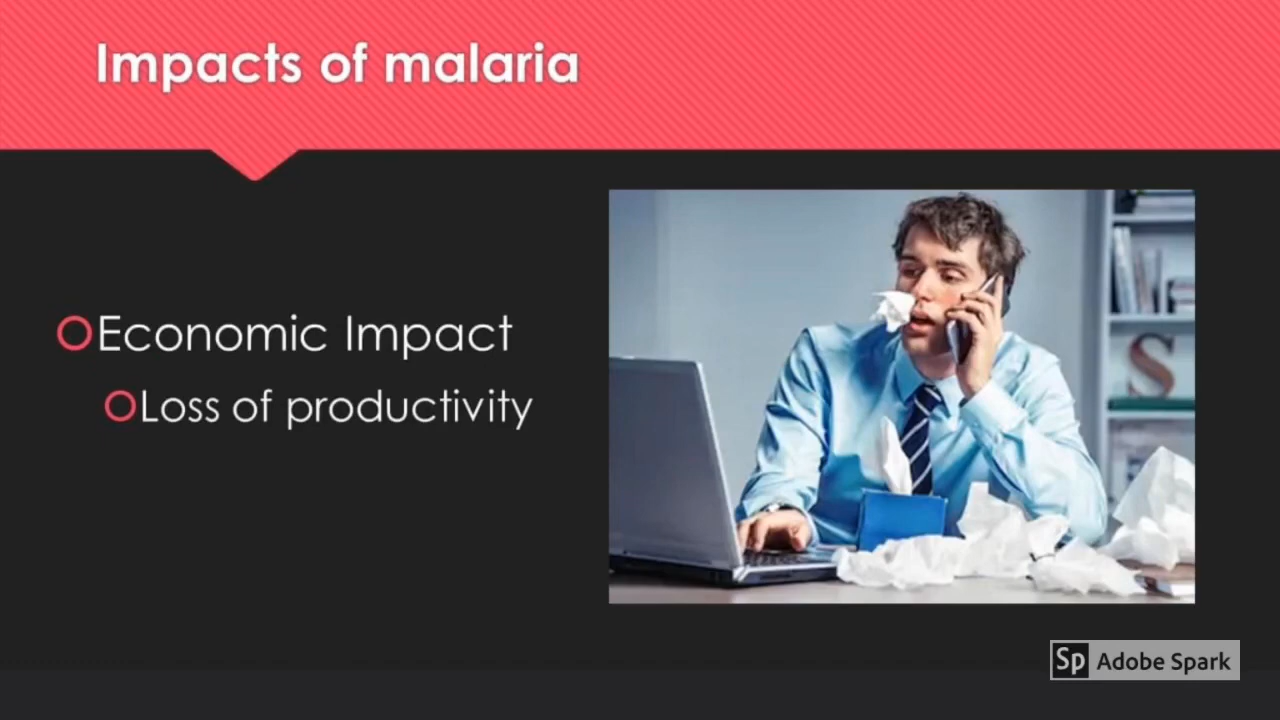 Impacts of malaria
Economic Impact
Loss of productivity
S
Sp Adobe Spark